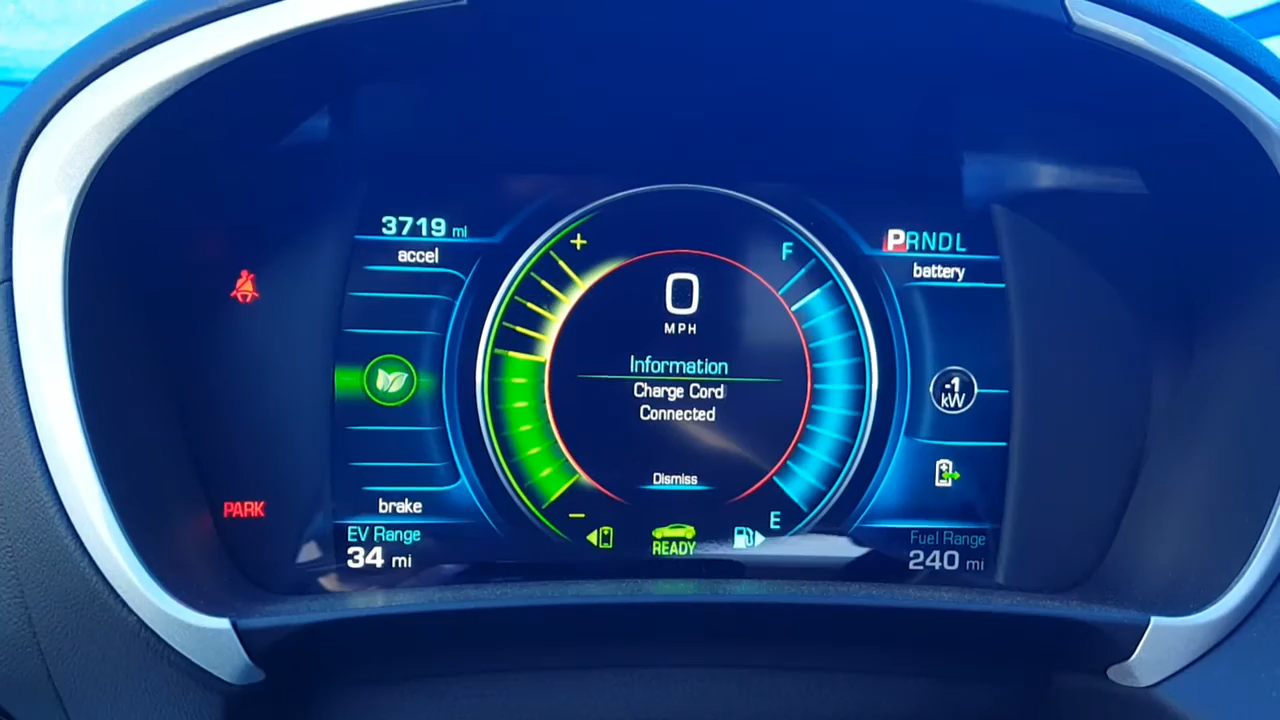 3719 mi
accel
brake
EV Range
34 mi
PARK
+
-
F
E
0
MPH
Information
Charge Cord
Connected
Dismiss
READY
PRNDL
battery
-1
kW
Fuel Range
240 mi